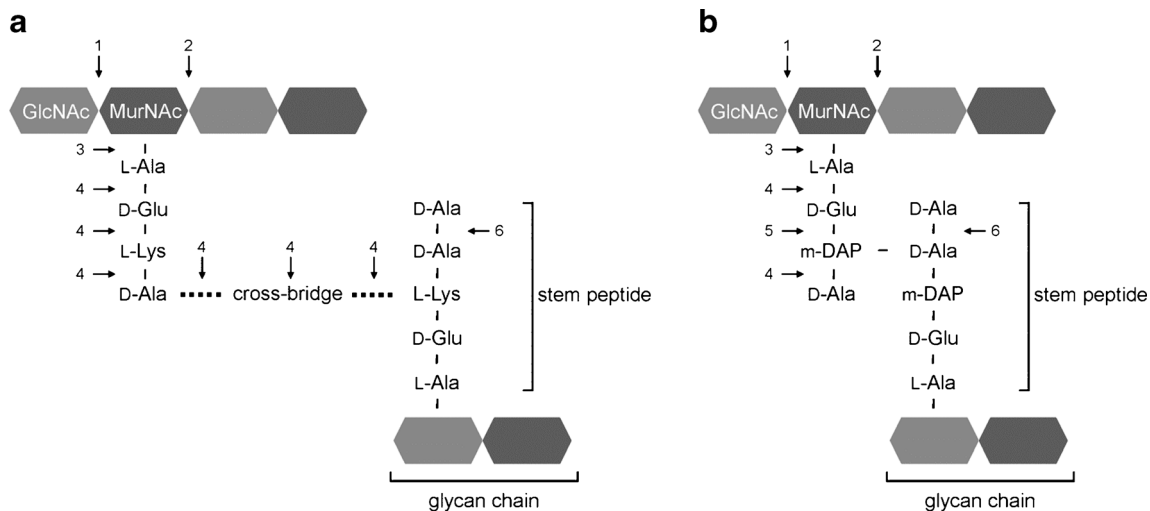 a
1
2
GlcNAc
MurNAc
3
L-Ala
4
D-Glu
4
L-Lys
4
D-Ala
4
4
4
cross-bridge
D-Ala
6
D-Ala
L-Lys
D-Glu
L-Ala
stem peptide
glycan chain
b
1
2
GlcNAc
MurNAc
3
L-Ala
4
D-Glu
5
m-DAP
4
D-Ala
D-Ala
6
D-Ala
m-DAP
D-Glu
L-Ala
stem peptide
glycan chain